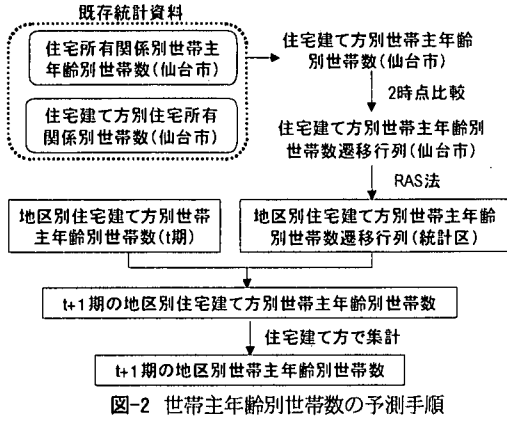 既存統計資料
住宅所有関係別世帯主
年齢別世帯数(仙台市)
住宅建て方別住宅所有
関係別世帯数(仙台市)
住宅建て方別世帯主年齢
別世帯数(仙台市)
2時点比較
住宅建て方別世帯主年齢別
世帯数遷移行列(仙台市)
RAS法
地区別住宅建て方別世帯
主年齢別世帯数(t期)
地区別住宅建て方別世帯主年齢
別世帯数遷移行列(統計区)
t+1期の地区別住宅建て方別世帯主年齢別世帯数
住宅建て方で集計
t+1期の地区別世帯主年齢別世帯数
図-2 世帯主年齢別世帯数の予測手順